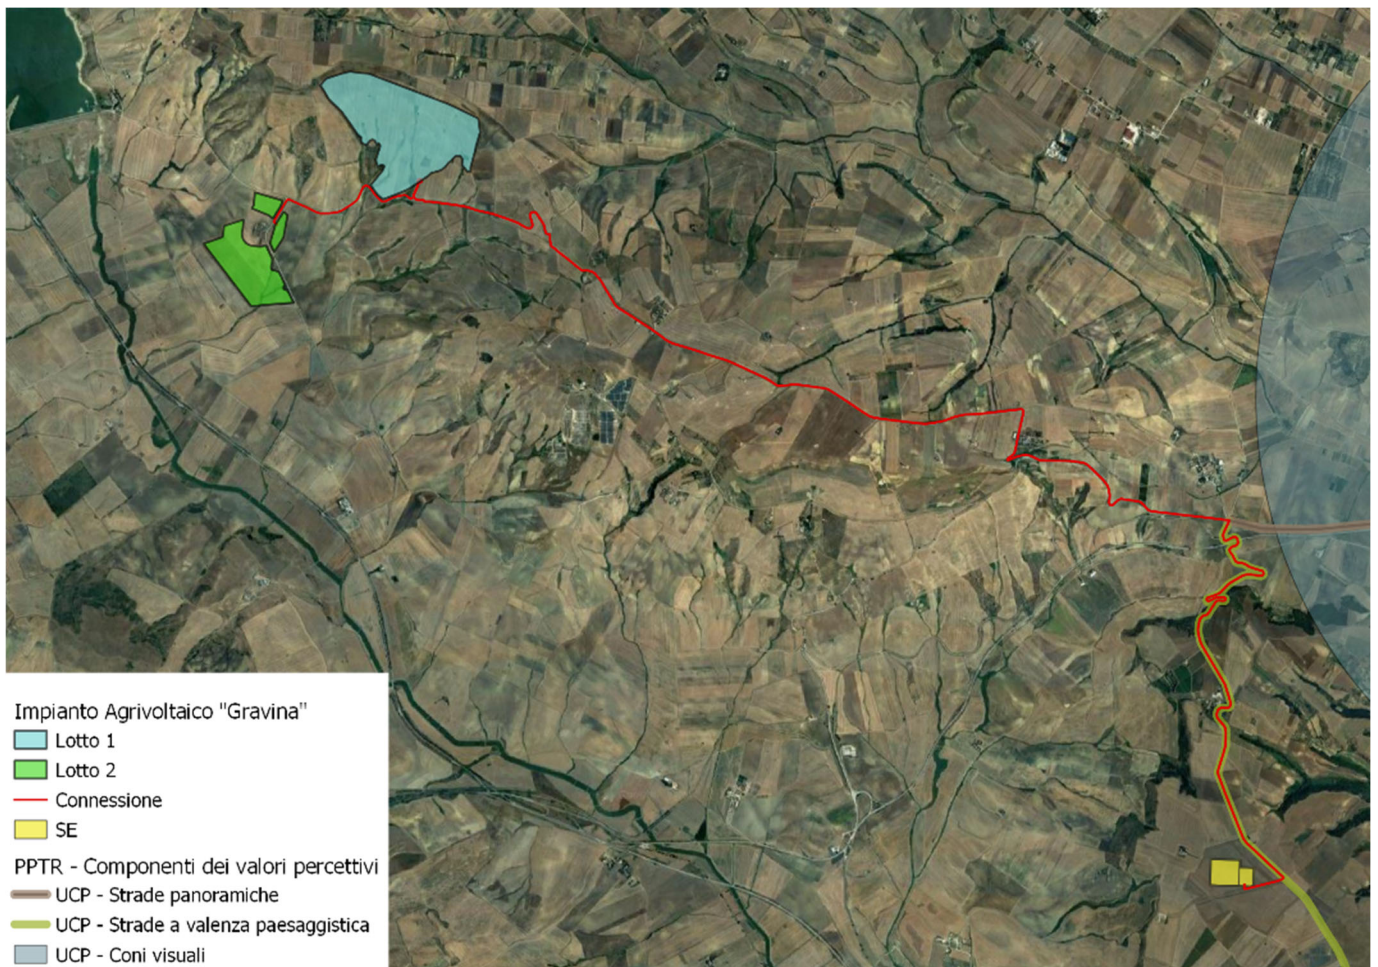 Impianto Agrivoltaico "Gravina"
Lotto 1
Lotto 2
Connessione
SE
PPTR - Componenti dei valori percettivi
UCP - Strade panoramiche
UCP - Strade a valenza paesaggistica
UCP - Coni visuali